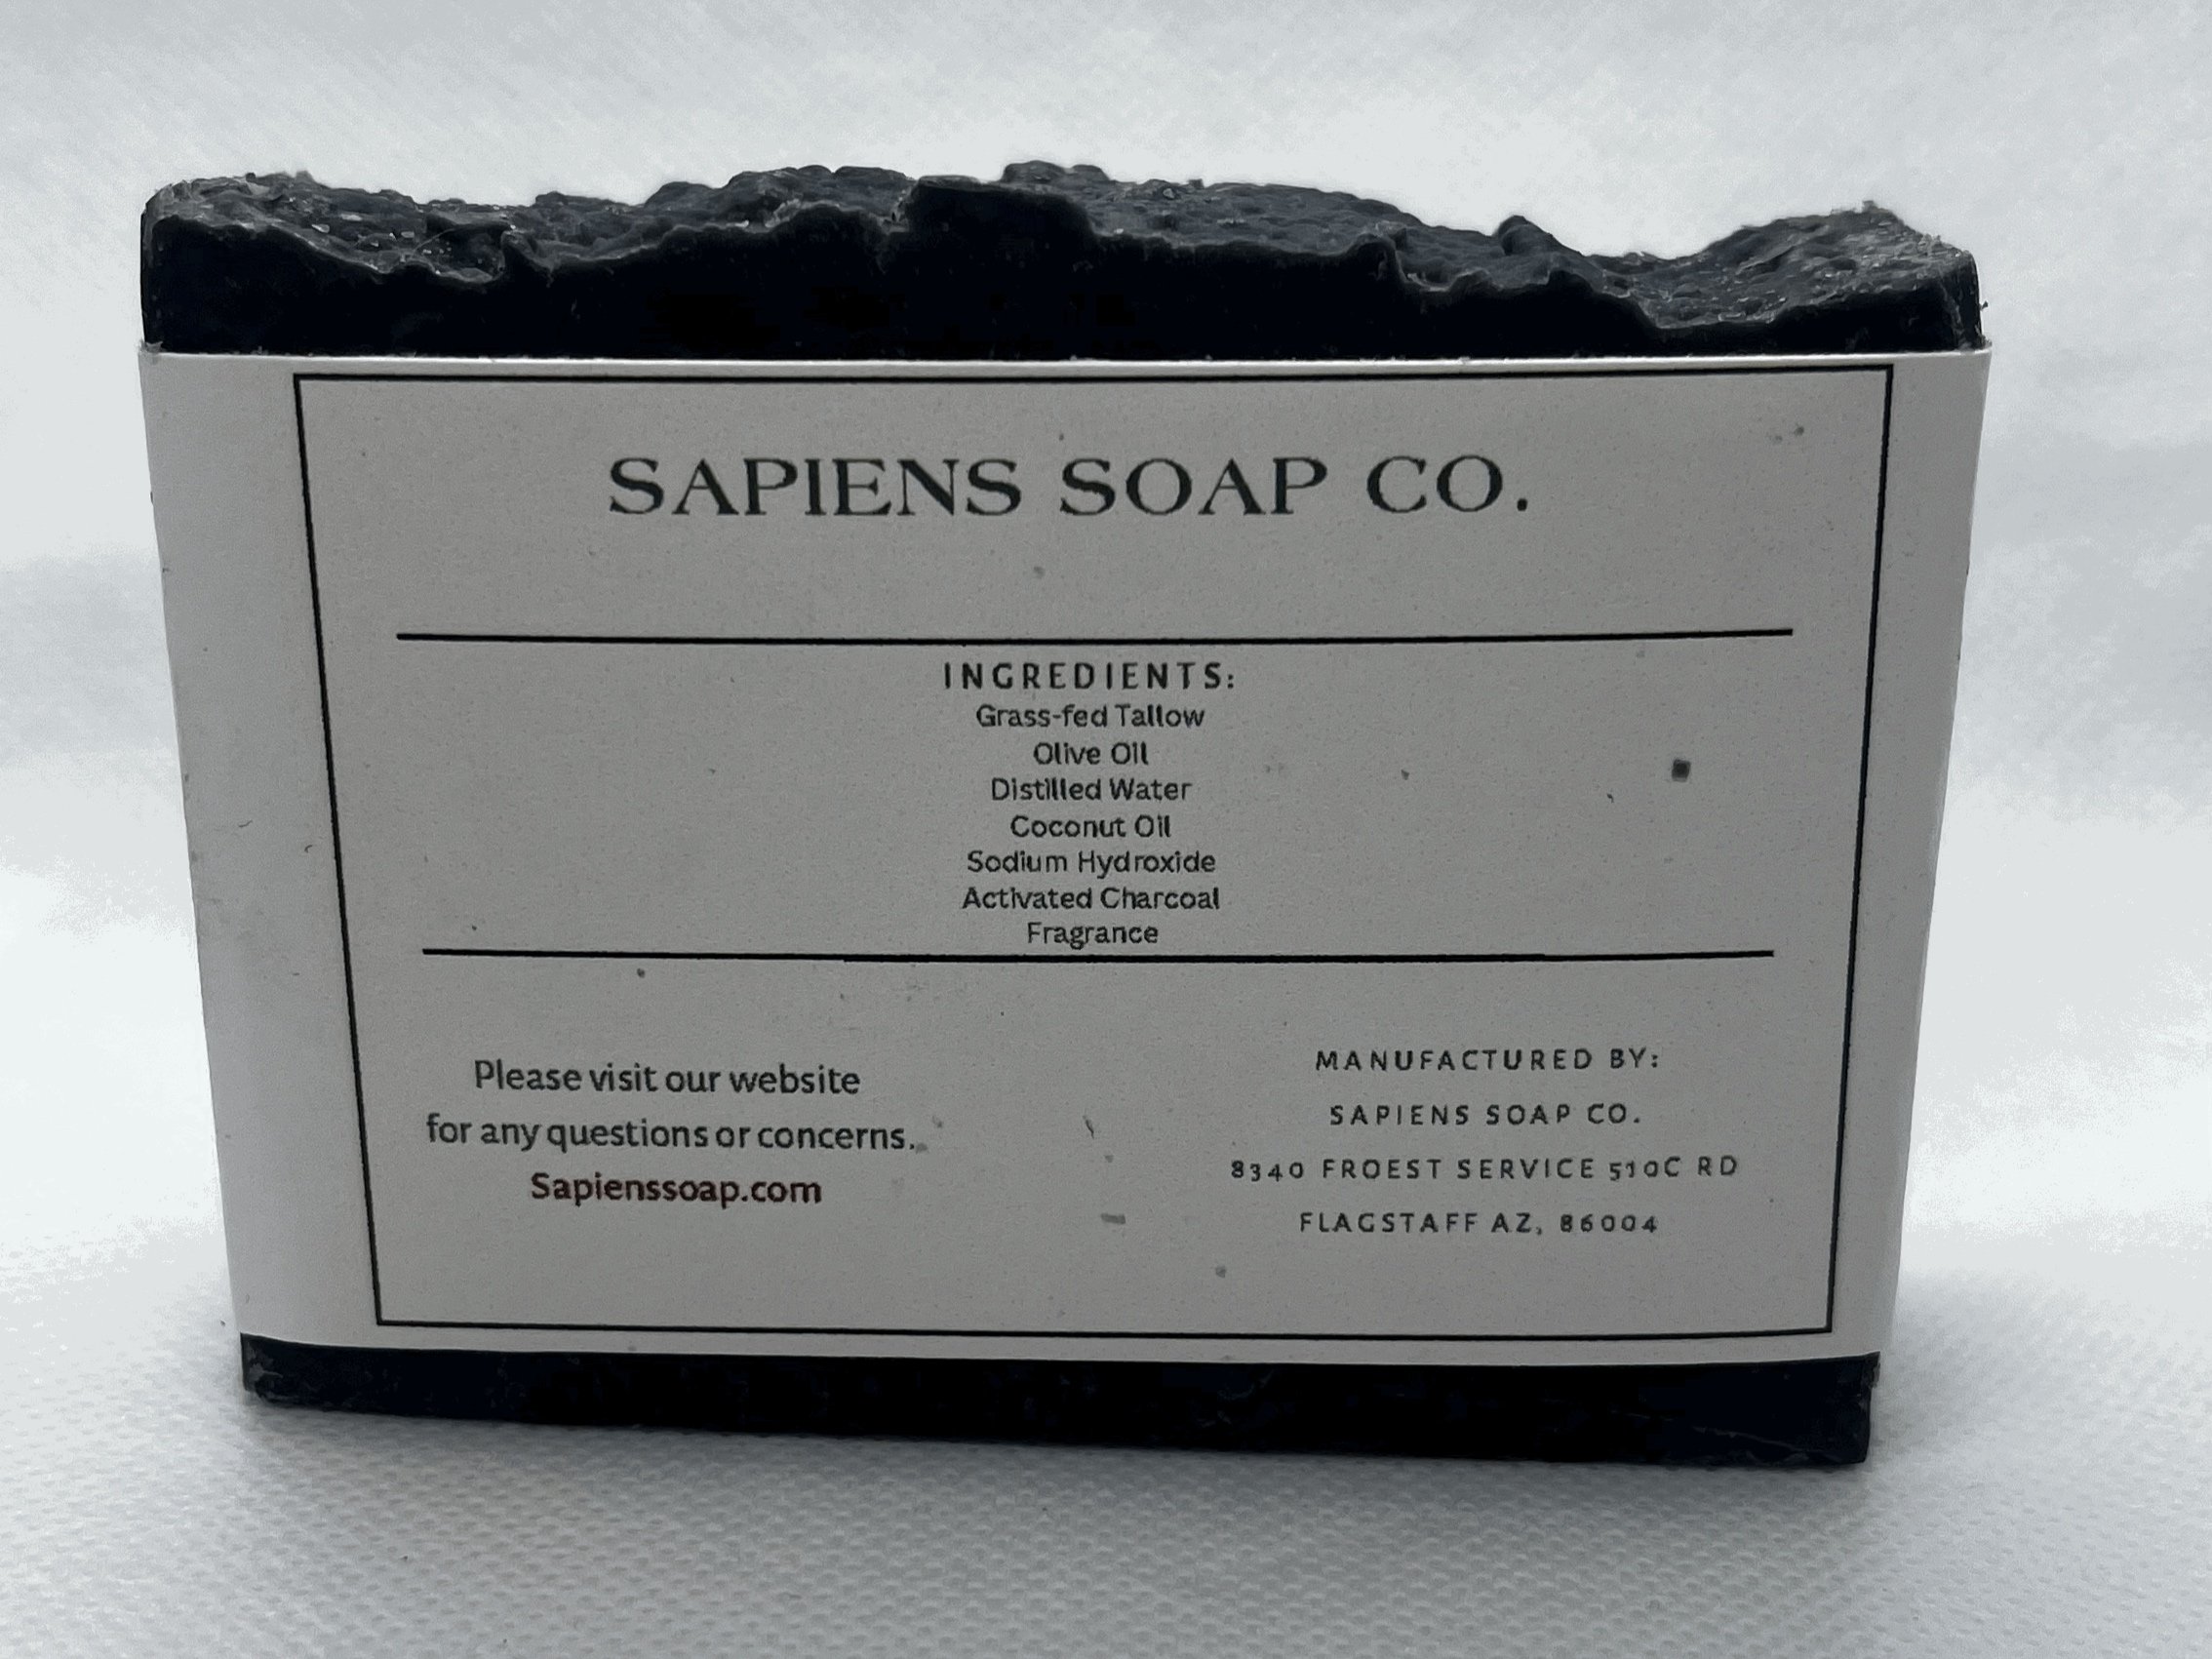 SAPIENS SOAP CO.
INGREDIENTS:
Grass-fed Tallow
Olive Oil
Distilled Water
Coconut Oil
Sodium Hydroxide
Activated Charcoal
Fragrance
Please visit our website
for any questions or concerns.
Sapienssoap.com
MANUFACTURED BY:
SAPIENS SOAP CO.
8340 FROEST SERVICE 510C RD
FLAGSTAFF AZ, 86004